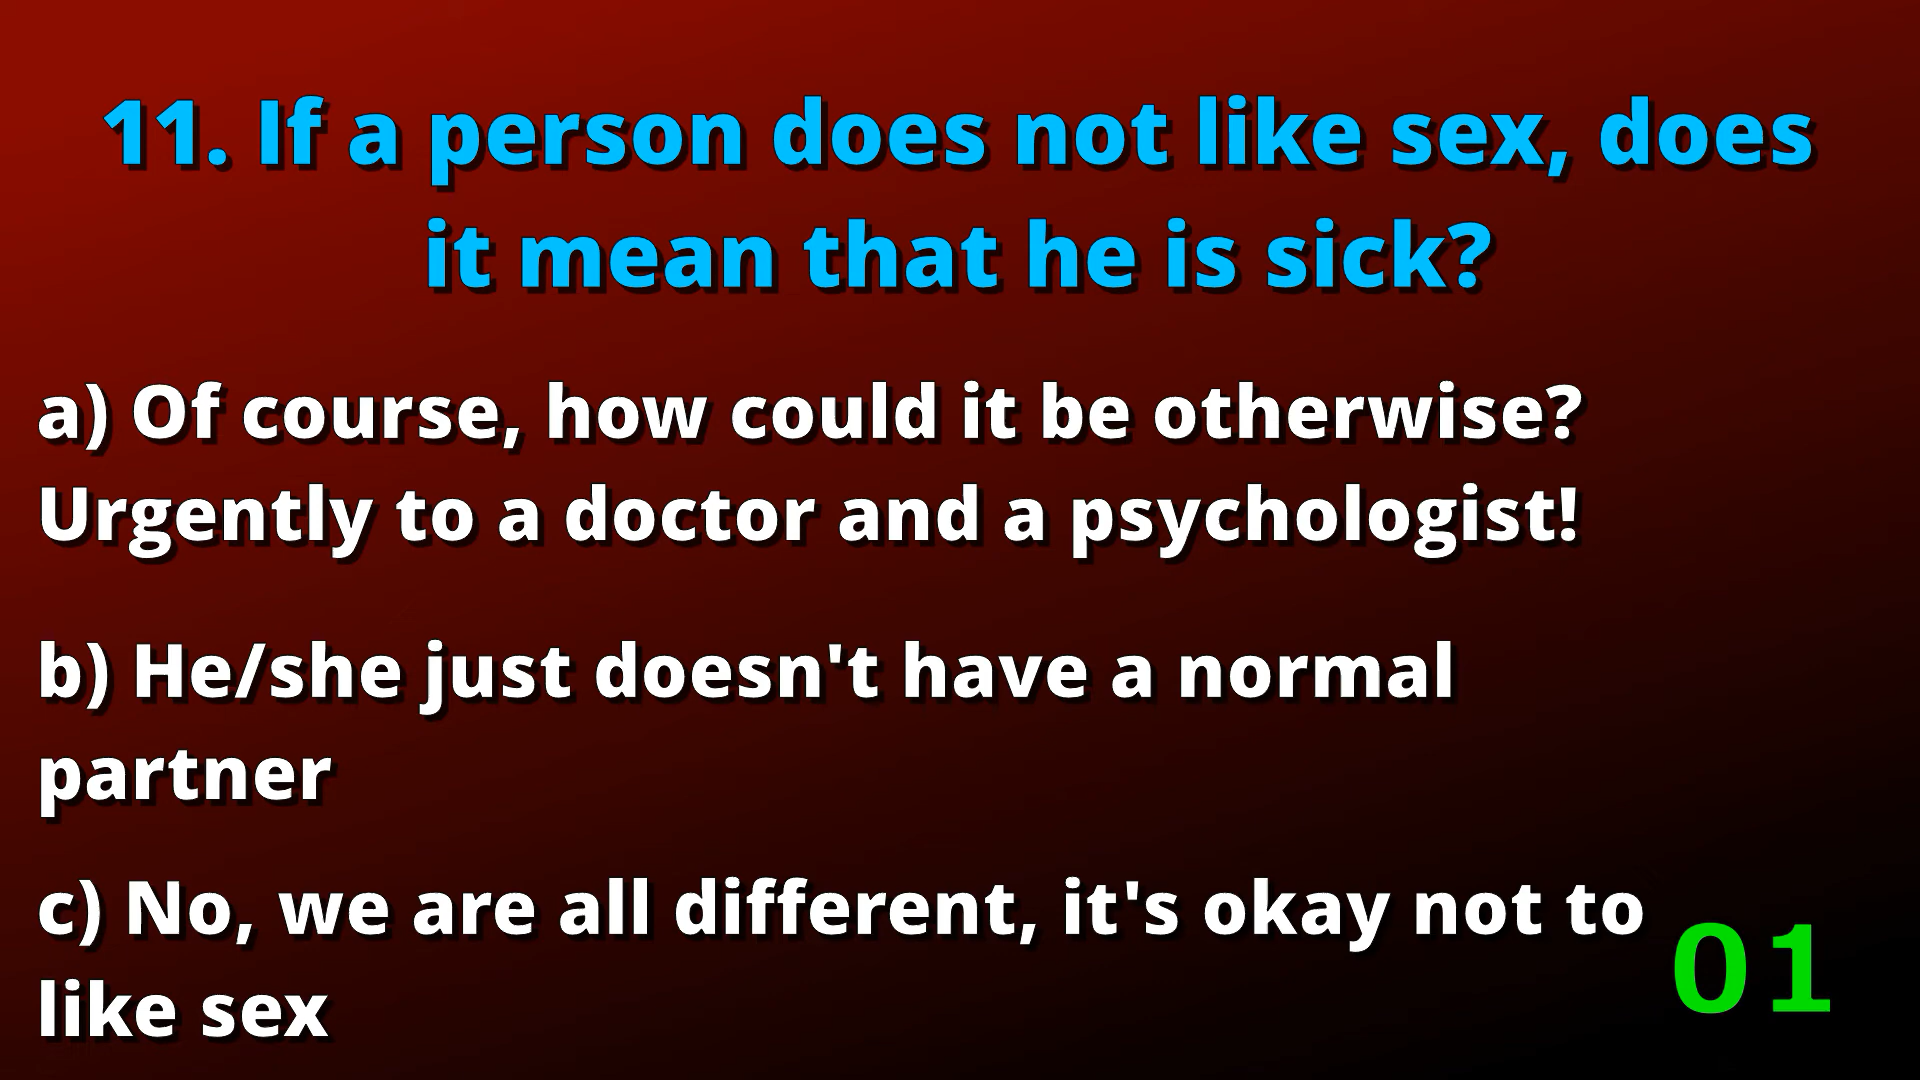 11. If a person does not like sex, does
it mean that he is sick?
a) Of course, how could it be otherwise?
Urgently to a doctor and a psychologist!
b) He/she just doesn't have a normal
partner
c) No, we are all different, it's okay not to
like sex
01